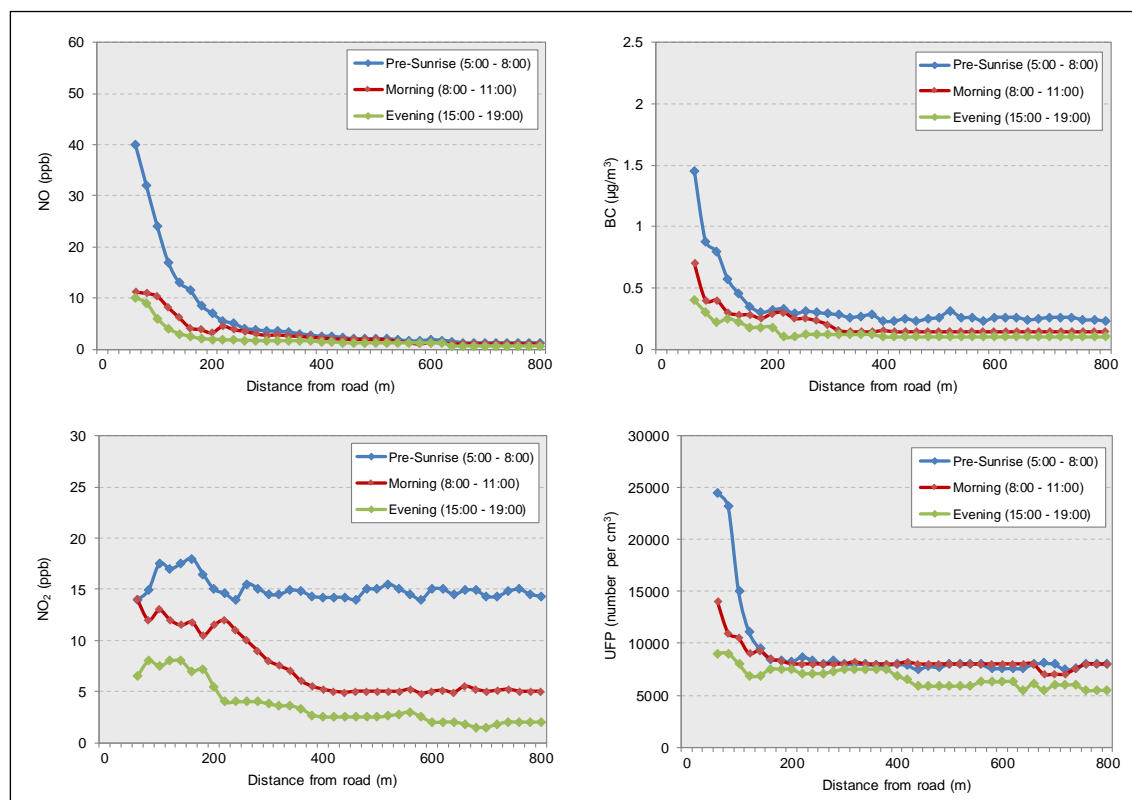 60
50
40
30
20
10
0
NO (ppb)
0 200 400 600 800
Distance from road (m)
Pre-Sunrise (5:00 - 8:00)
Morning (8:00 - 11:00)
Evening (15:00 - 19:00)
2.5
2
1.5
1
0.5
0
BC (µg/m³)
0 200 400 600 800
Distance from road (m)
Pre-Sunrise (5:00 - 8:00)
Morning (8:00 - 11:00)
Evening (15:00 - 19:00)
30
25
20
15
10
5
0
NO₂ (ppb)
0 200 400 600 800
Distance from road (m)
Pre-Sunrise (5:00 - 8:00)
Morning (8:00 - 11:00)
Evening (15:00 - 19:00)
30000
25000
20000
15000
10000
5000
0
UFP (number per cm³)
0 200 400 600 800
Distance from road (m)
Pre-Sunrise (5:00 - 8:00)
Morning (8:00 - 11:00)
Evening (15:00 - 19:00)